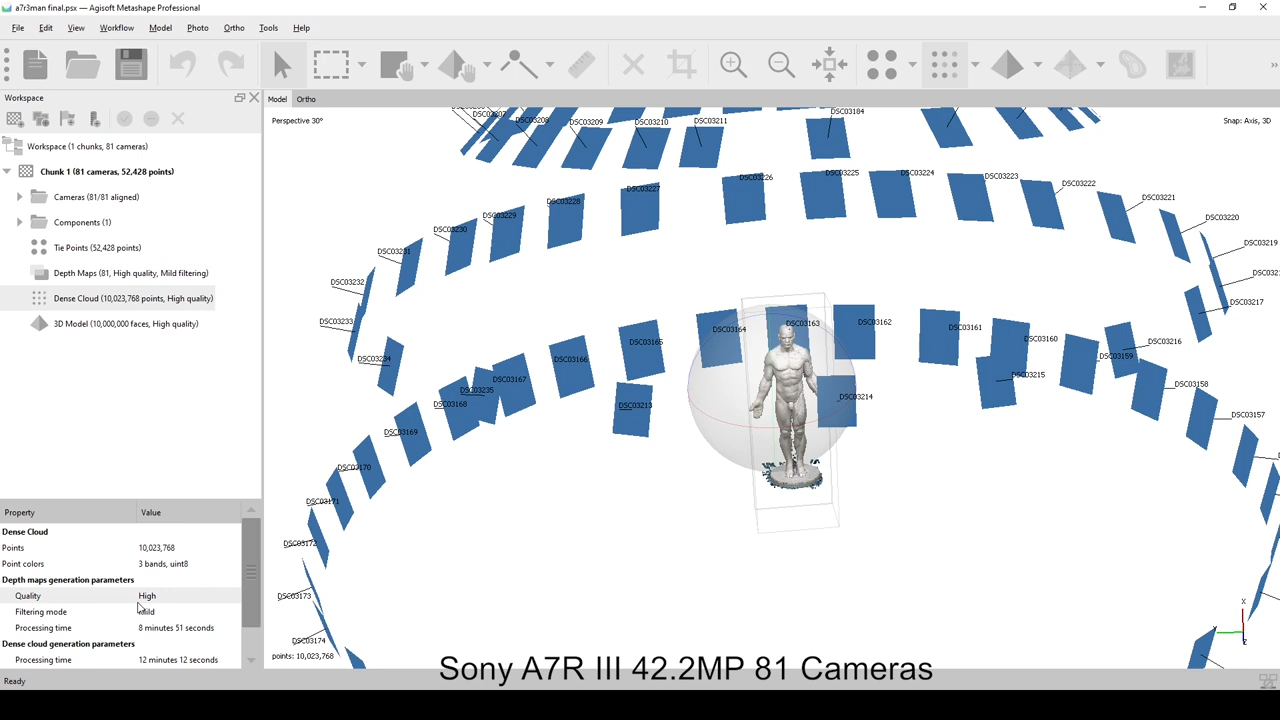 a7r3man final.psx — Agisoft Metashape Professional
File Edit View Workflow Model Photo Ortho Tools Help
Workspace
Model Ortho
Perspective 30°
Snap: Axis, 3D
Workspace (1 chunks, 81 cameras)
Chunk 1 (81 cameras, 52,428 points)
Cameras (81/81 aligned)
Components (1)
Tie Points (52,428 points)
Depth Maps (81, High quality, Mild filtering)
Dense Cloud (10,023,768 points, High quality)
3D Model (10,000,000 faces, High quality)
DSC03208 DSC03209 DSC03210 DSC03211 DSC03184
DSC03227 DSC03226 DSC03225 DSC03224 DSC03223 DSC03222
DSC03230 DSC03229 DSC03228 DSC03221 DSC03220
DSC03231 DSC03219
DSC03232 DSC03217
DSC03233 DSC03165 DSC03164 DSC03163 DSC03162 DSC03161 DSC03160 DSC03216
DSC03234 DSC03166 DSC03159
DSC03235 DSC03167 DSC03215 DSC03158
DSC03168 DSC03213 DSC03214 DSC03157
DSC03169
DSC03170
DSC03171
DSC03172
DSC03173
DSC03174
points: 10,023,768
Property Value
Dense Cloud
Points 10,023,768
Point colors 3 bands, uint8
Depth maps generation parameters
Quality High
Filtering mode Mild
Processing time 8 minutes 51 seconds
Dense cloud generation parameters
Processing time 12 minutes 12 seconds
X
Y
Z
Sony A7R III 42.2MP 81 Cameras
Ready